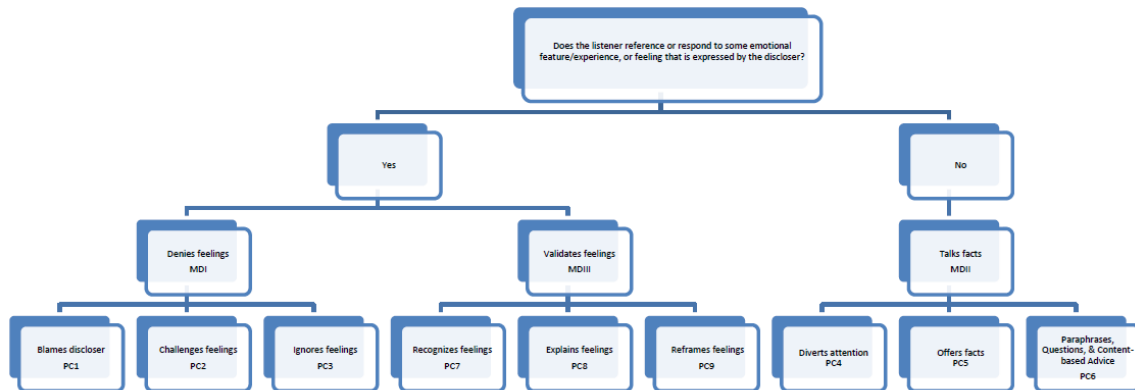 Does the listener reference or respond to some emotional
feature/experience, or feeling that is expressed by the discloser?
Yes
No
Denies feelings
MDI
Validates feelings
MDIII
Talks facts
MDII
Blames discloser
PC1
Challenges feelings
PC2
Ignores feelings
PC3
Recognizes feelings
PC7
Explains feelings
PC8
Reframes feelings
PC9
Diverts attention
PC4
Offers facts
PC5
Paraphrases,
Questions, & Content-
based Advice
PC6